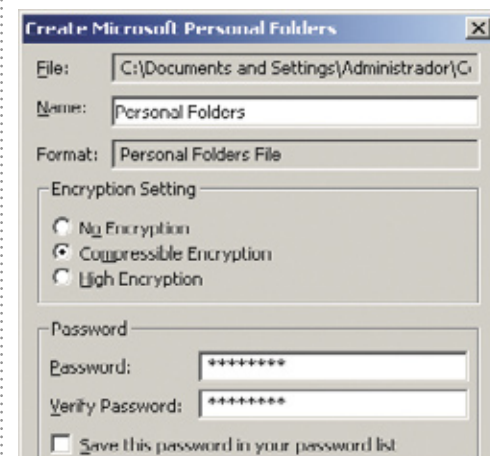 Create Microsoft Personal Folders
File: C:\Documents and Settings\Administrador\C
Name: Personal Folders
Format: Personal Folders File
Encryption Setting
No Encryption
Compressible Encryption
High Encryption
Password
Password: ********
Verify Password: ********
Save this password in your password list